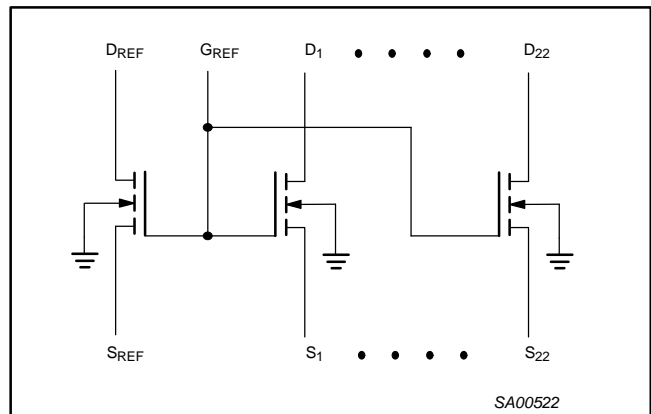 DREF GREF D1 • • • • D22
SREF S1 • • • • S22
SA00522